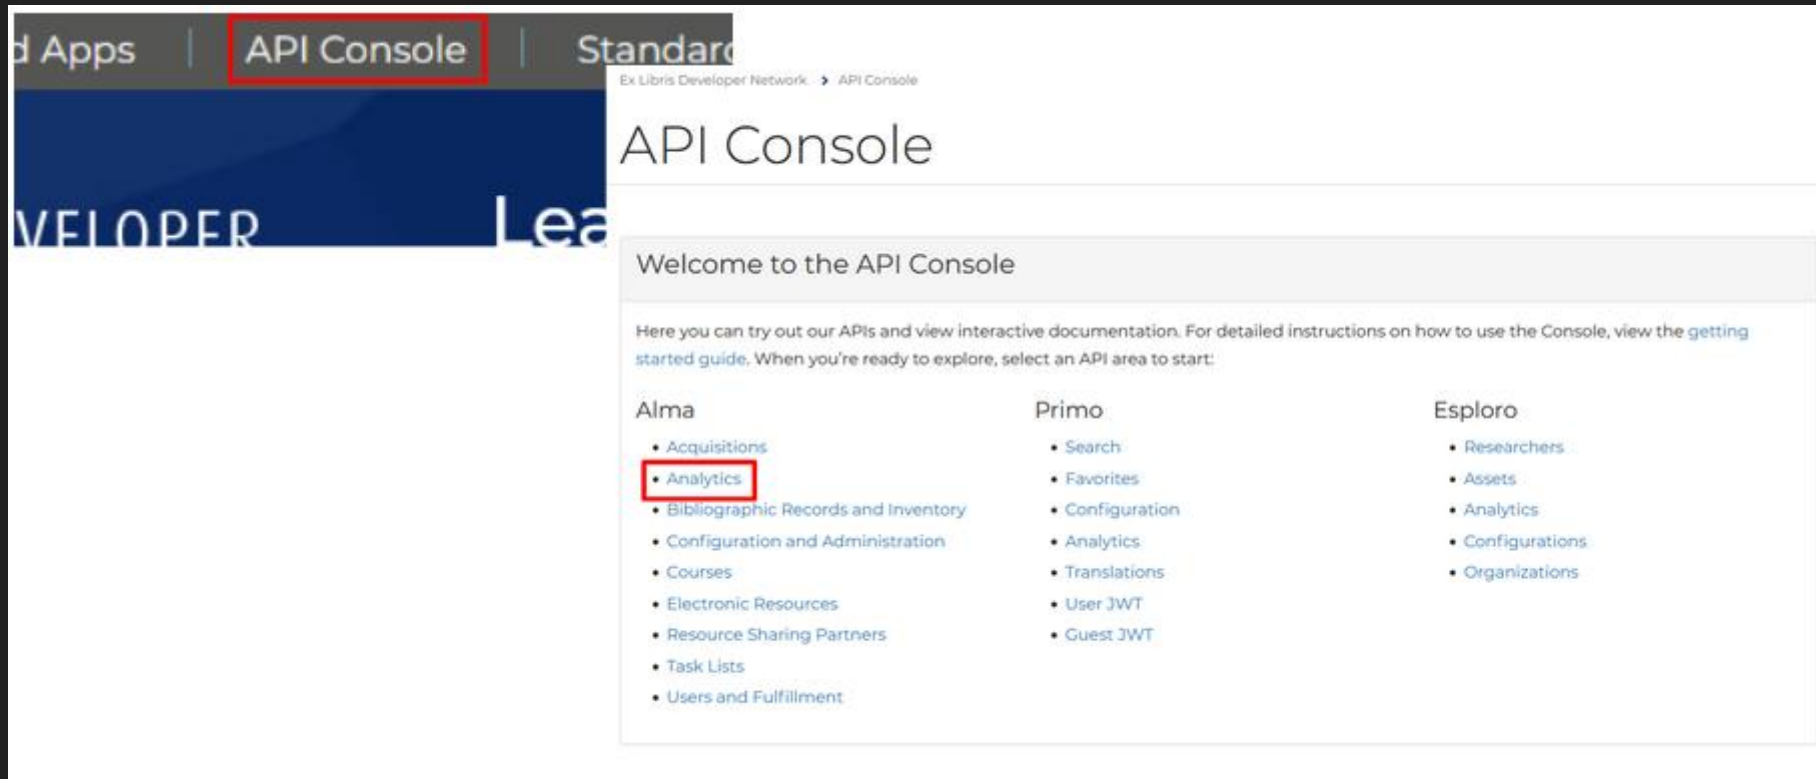 d Apps | API Console | Standard
VELOPER Lea
Ex Libris Developer Network > API Console
API Console
Welcome to the API Console
Here you can try out our APIs and view interactive documentation. For detailed instructions on how to use the Console, view the getting
started guide. When you're ready to explore, select an API area to start:
Alma
• Acquisitions
• Analytics
• Bibliographic Records and Inventory
• Configuration and Administration
• Courses
• Electronic Resources
• Resource Sharing Partners
• Task Lists
• Users and Fulfillment
Primo
• Search
• Favorites
• Configuration
• Analytics
• Translations
• User JWT
• Guest JWT
Esploro
• Researchers
• Assets
• Analytics
• Configurations
• Organizations